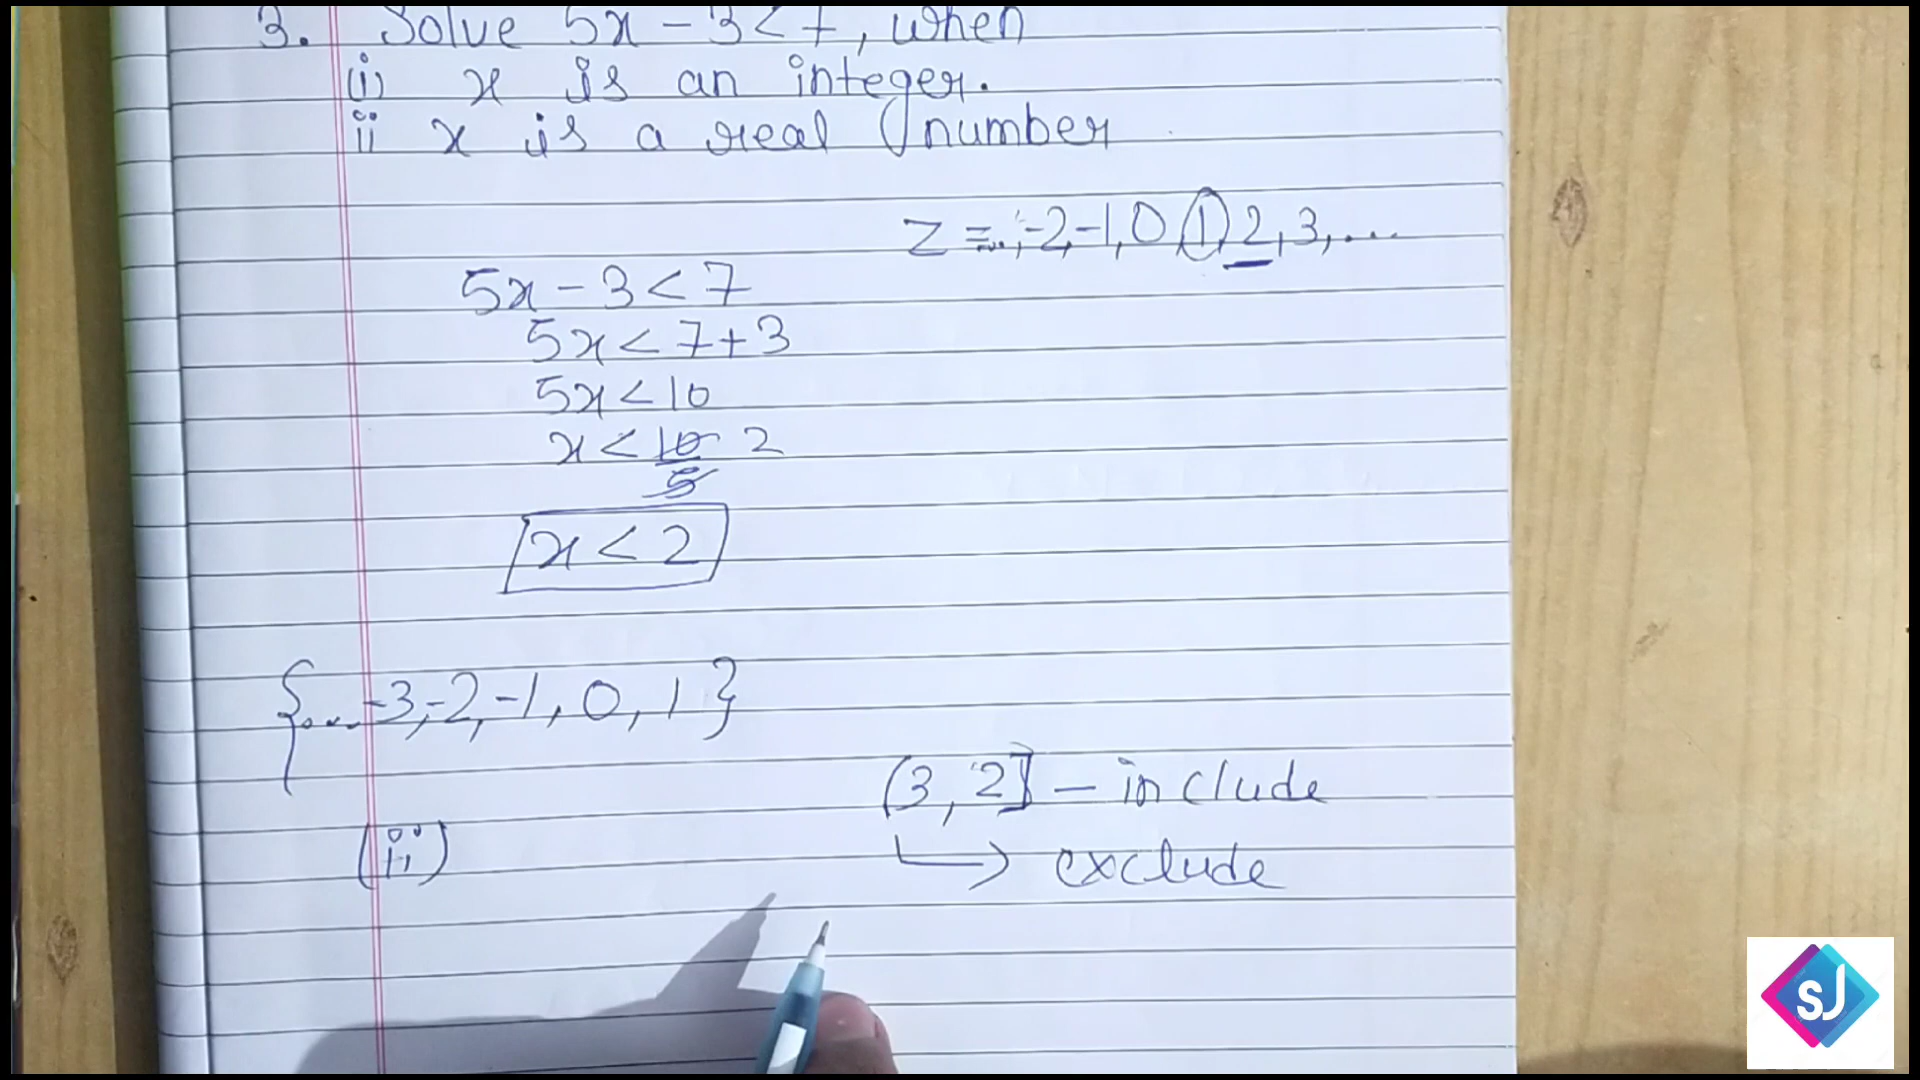 3. Solve 5x - 3 < 7, when
(i) x is an integer.
ii x is a real number
Z = ..., -2, -1, 0, 1, 2, 3, ...
5x - 3 < 7
5x < 7 + 3
5x < 10
x < 10/5 2
x < 2
{... -3, -2, -1, 0, 1 }
(3, 2] - include
(ii)
→ exclude
SJ